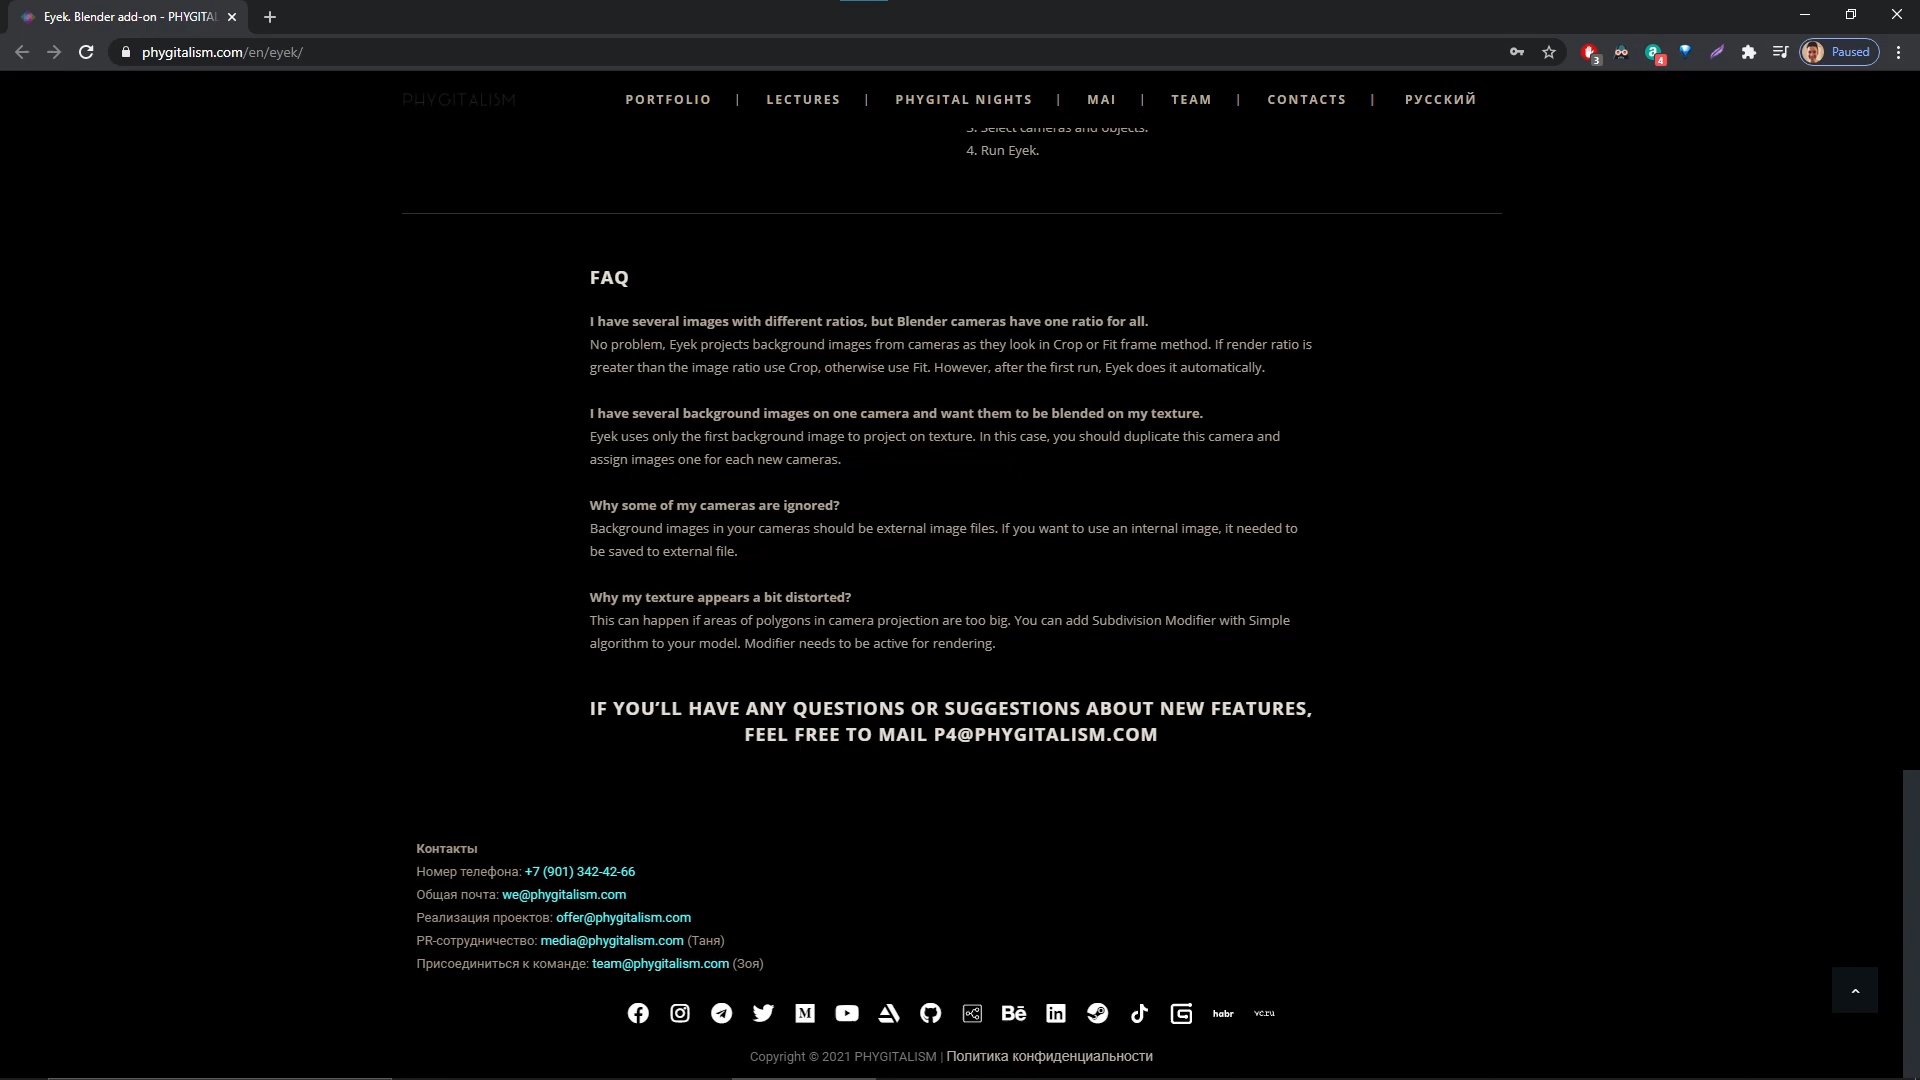 Eyek. Blender add-on - PHYGITAL
phygitalism.com/en/eyek/
3
4
Paused
PHYGITALISM
PORTFOLIO | LECTURES | PHYGITAL NIGHTS | MAI | TEAM | CONTACTS | РУССКИЙ
3. Select cameras and objects.
4. Run Eyek.
FAQ
I have several images with different ratios, but Blender cameras have one ratio for all.
No problem, Eyek projects background images from cameras as they look in Crop or Fit frame method. If render ratio is
greater than the image ratio use Crop, otherwise use Fit. However, after the first run, Eyek does it automatically.
I have several background images on one camera and want them to be blended on my texture.
Eyek uses only the first background image to project on texture. In this case, you should duplicate this camera and
assign images one for each new cameras.
Why some of my cameras are ignored?
Background images in your cameras should be external image files. If you want to use an internal image, it needed to
be saved to external file.
Why my texture appears a bit distorted?
This can happen if areas of polygons in camera projection are too big. You can add Subdivision Modifier with Simple
algorithm to your model. Modifier needs to be active for rendering.
IF YOU’LL HAVE ANY QUESTIONS OR SUGGESTIONS ABOUT NEW FEATURES,
FEEL FREE TO MAIL P4@PHYGITALISM.COM
Контакты
Номер телефона: +7 (901) 342-42-66
Общая почта: we@phygitalism.com
Реализация проектов: offer@phygitalism.com
PR-сотрудничество: media@phygitalism.com (Таня)
Присоединиться к команде: team@phygitalism.com (Зоя)
M Bē in habr vc.ru
Copyright © 2021 PHYGITALISM | Политика конфиденциальности